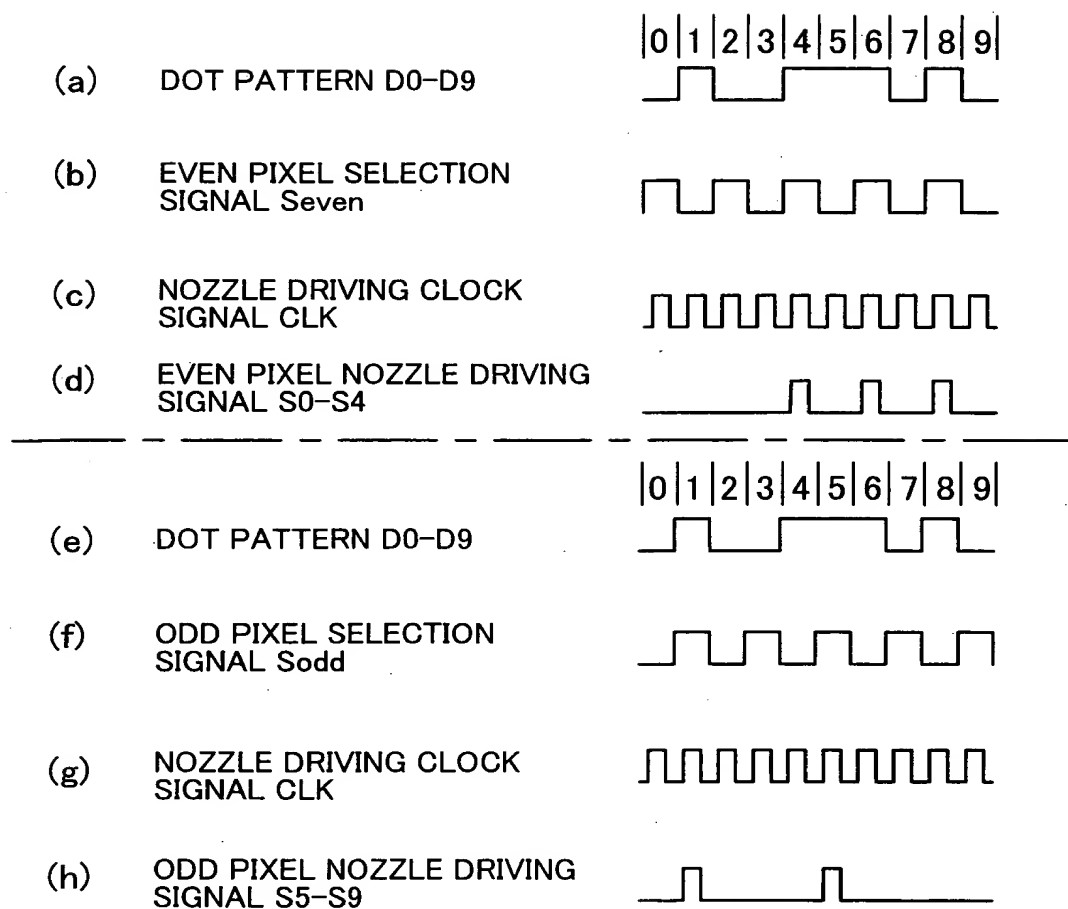 |0|1|2|3|4|5|6|7|8|9|
(a) DOT PATTERN D0-D9
(b) EVEN PIXEL SELECTION
SIGNAL Seven
(c) NOZZLE DRIVING CLOCK
SIGNAL CLK
(d) EVEN PIXEL NOZZLE DRIVING
SIGNAL S0-S4
|0|1|2|3|4|5|6|7|8|9|
(e) DOT PATTERN D0-D9
(f) ODD PIXEL SELECTION
SIGNAL Sodd
(g) NOZZLE DRIVING CLOCK
SIGNAL CLK
(h) ODD PIXEL NOZZLE DRIVING
SIGNAL S5-S9